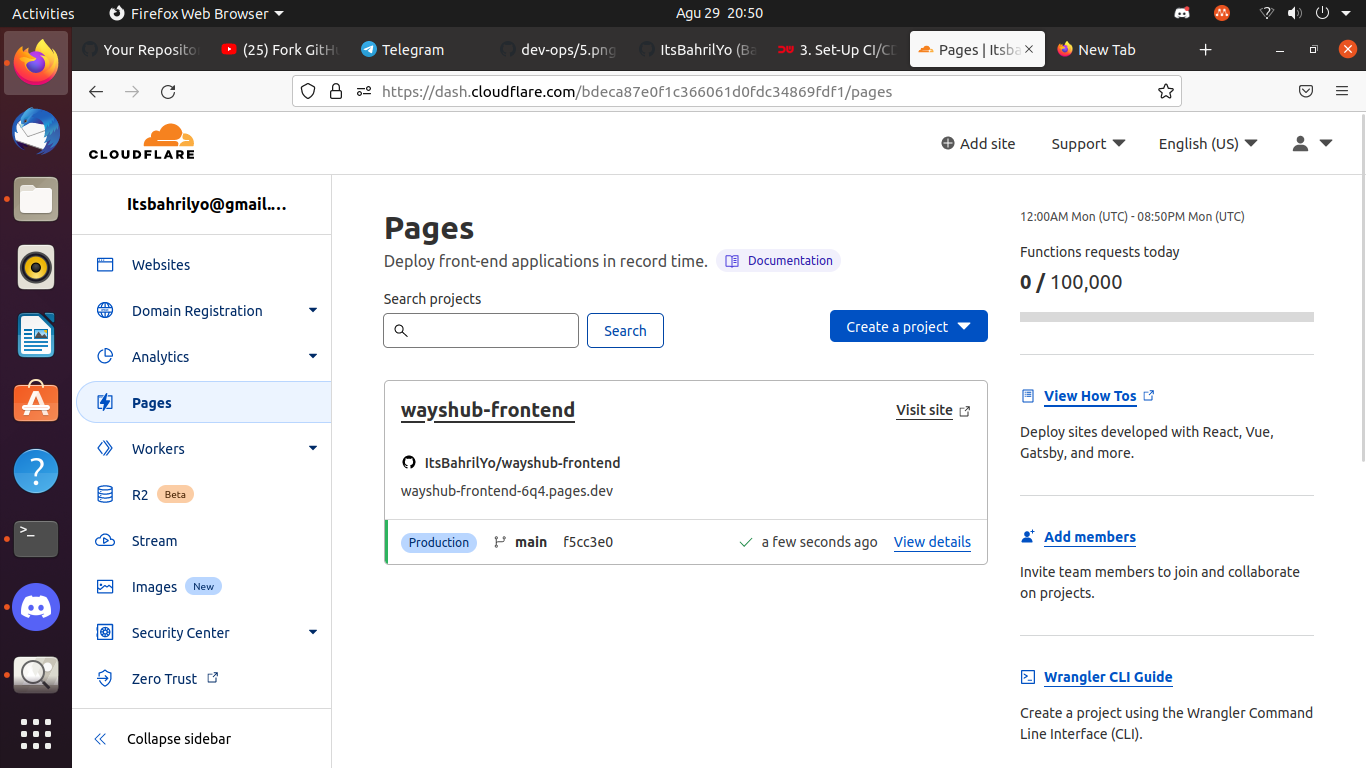 Activities
Firefox Web Browser
Agu 29 20:50
Your Reposito
(25) Fork GitHu
Telegram
dev-ops/5.png
ItsBahrilYo (Ba
3. Set-Up CI/CD
Pages | Itsba
New Tab
https://dash.cloudflare.com/bdeca87e0f1c366061d0fdc34869fdf1/pages
CLOUDFLARE
Add site
Support
English (US)
Itsbahrilyo@gmail....
Websites
Domain Registration
Analytics
Pages
Workers
R2 Beta
Stream
Images New
Security Center
Zero Trust
Collapse sidebar
Pages
Deploy front-end applications in record time. Documentation
Search projects
Search
Create a project
wayshub-frontend
Visit site
ItsBahrilYo/wayshub-frontend
wayshub-frontend-6q4.pages.dev
Production main f5cc3e0 a few seconds ago View details
12:00AM Mon (UTC) - 08:50PM Mon (UTC)
Functions requests today
0 / 100,000
View How Tos
Deploy sites developed with React, Vue,
Gatsby, and more.
Add members
Invite team members to join and collaborate
on projects.
Wrangler CLI Guide
Create a project using the Wrangler Command
Line Interface (CLI).